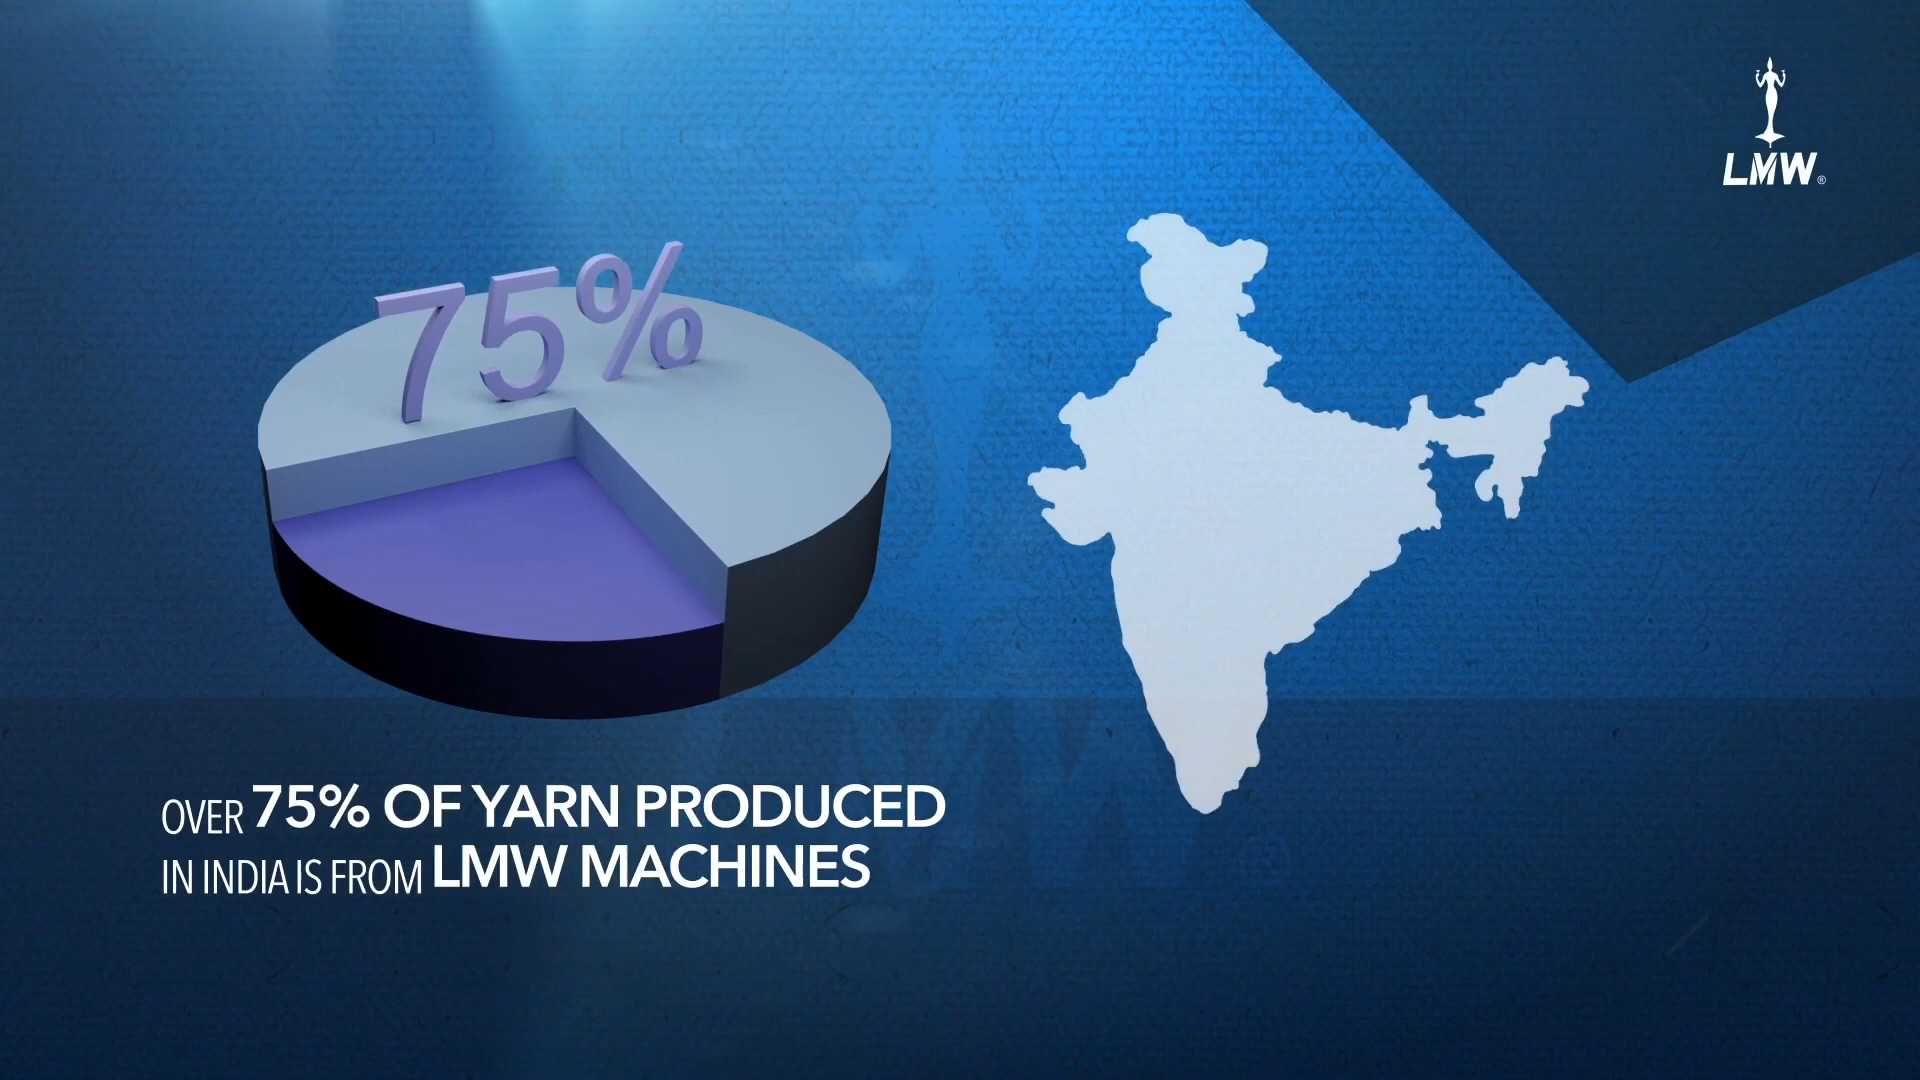 LMW®
75%
OVER 75% OF YARN PRODUCED
IN INDIA IS FROM LMW MACHINES